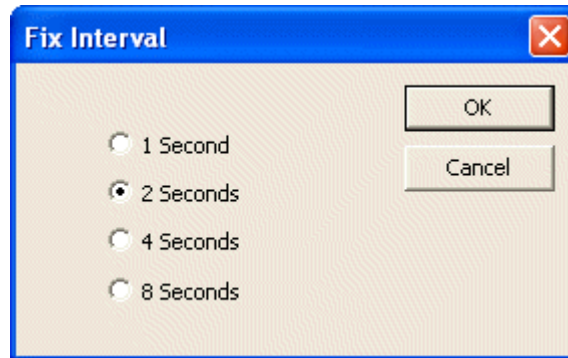 Fix Interval
OK
Cancel
1 Second
2 Seconds
4 Seconds
8 Seconds